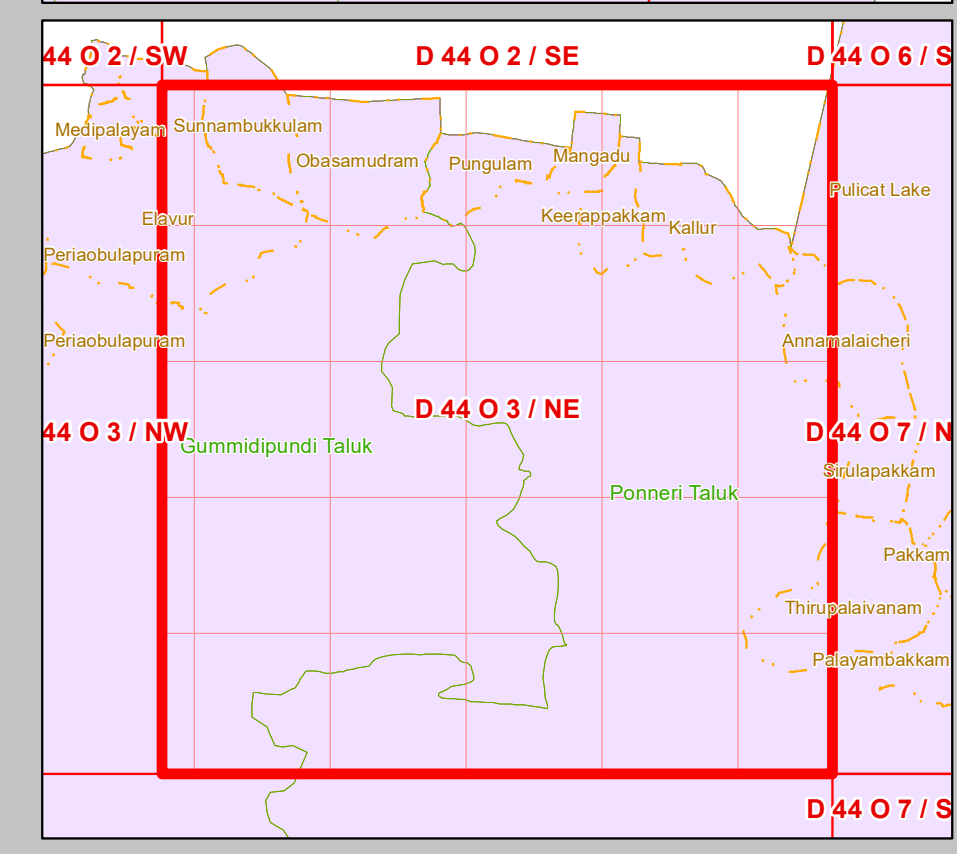 44 O 2 / SW
D 44 O 2 / SE
D 44 O 6 / S
Medipalayam
Sunnambukkulam
Obasamudram
Pungulam
Mangadu
Pulicat Lake
Elavur
Keerappakkam
Kallur
Periaobulapuram
Periaobulapuram
Annamalaicheri
D 44 O 3 / NE
44 O 3 / NW
D 44 O 7 / N
Gummidipundi Taluk
Sirulapakkam
Ponneri Taluk
Pakkam
Thirupalaivanam
Palayambakkam
D 44 O 7 / S